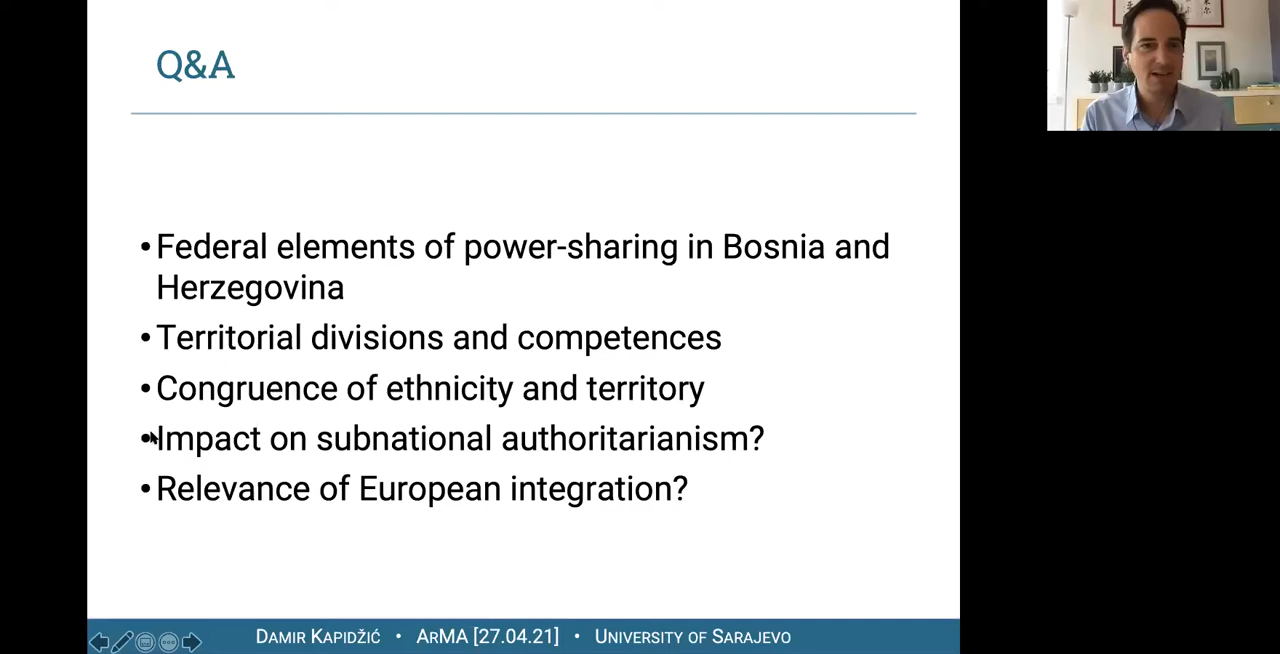 Q&A
• Federal elements of power-sharing in Bosnia and
Herzegovina
• Territorial divisions and competences
• Congruence of ethnicity and territory
• Impact on subnational authoritarianism?
• Relevance of European integration?
DAMIR KAPIDŽIĆ • ARMA [27.04.21] • UNIVERSITY OF SARAJEVO